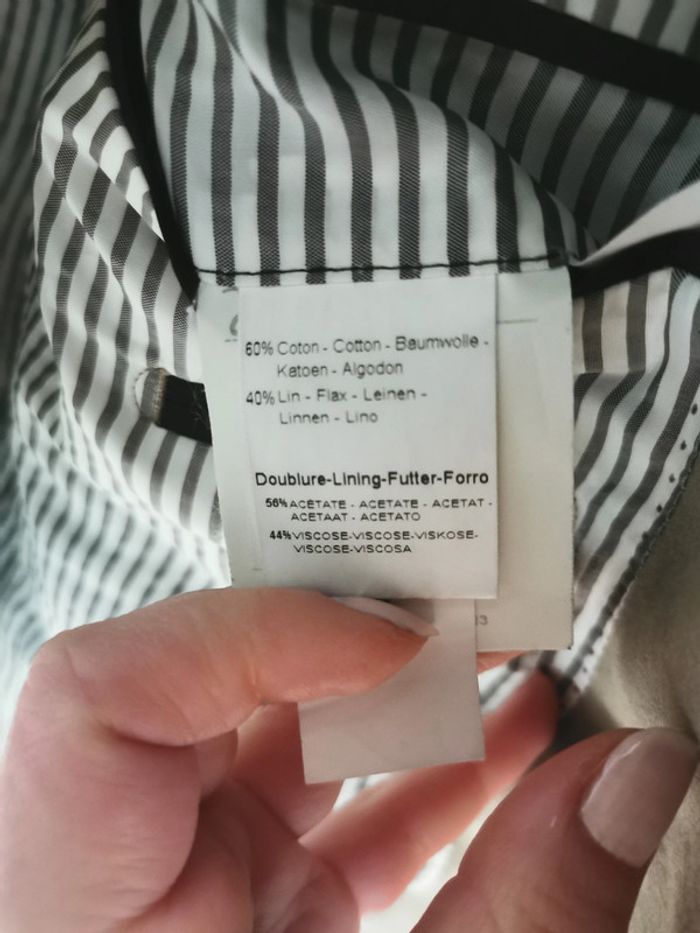 60% Coton - Cotton - Baumwolle -
Katoen - Algodon
40% Lin - Flax - Leinen -
Linnen - Lino
Doublure-Lining-Futter-Forro
56% ACÉTATE - ACETATE - ACETAT -
ACETAAT - ACETATO
44% VISCOSE-VISCOSE-VISKOSE-
VISCOSE-VISCOSA